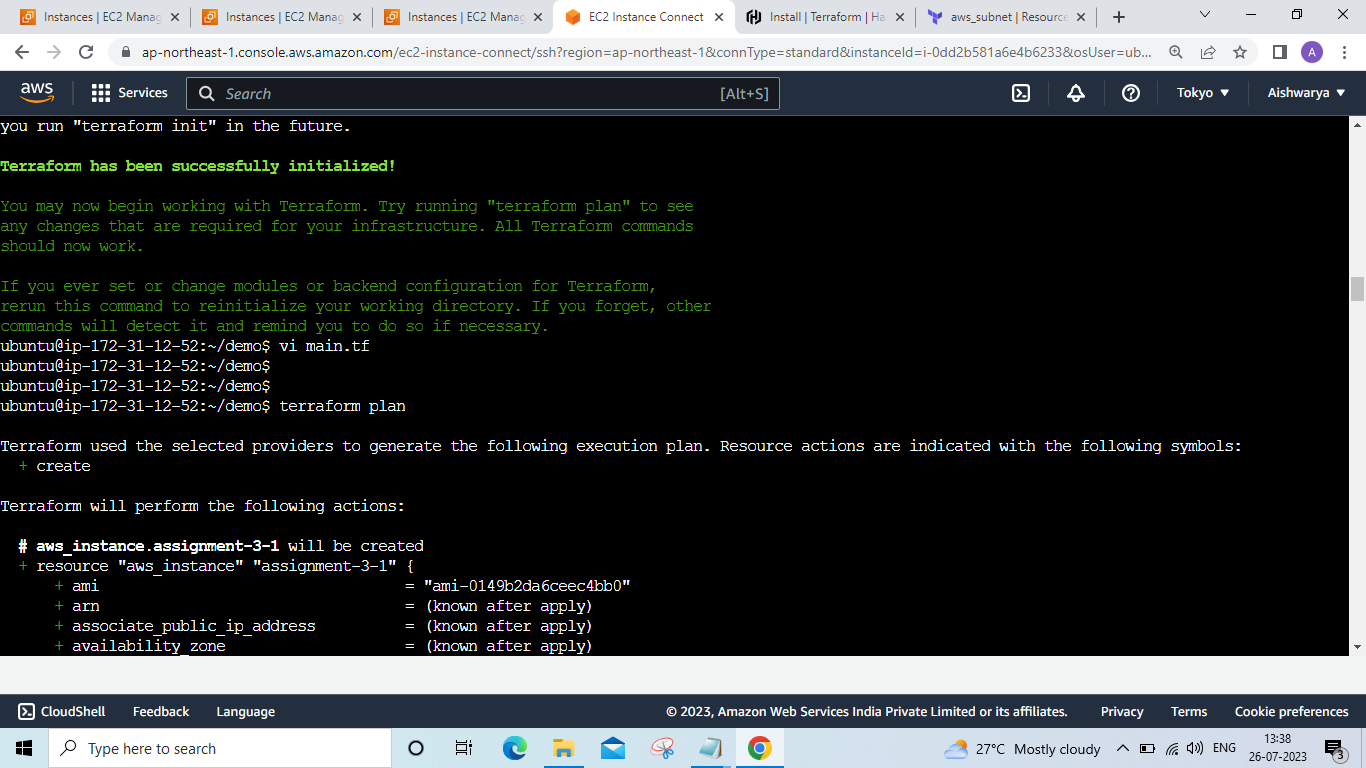 Instances | EC2 Manag
Instances | EC2 Manag
Instances | EC2 Manag
EC2 Instance Connect
Install | Terraform | Ha
aws_subnet | Resource
ap-northeast-1.console.aws.amazon.com/ec2-instance-connect/ssh?region=ap-northeast-1&connType=standard&instanceId=i-0dd2b581a6e4b6233&osUser=ub...
A
aws
Services
Search
[Alt+S]
Tokyo
Aishwarya
you run "terraform init" in the future.
Terraform has been successfully initialized!
You may now begin working with Terraform. Try running "terraform plan" to see
any changes that are required for your infrastructure. All Terraform commands
should now work.
If you ever set or change modules or backend configuration for Terraform,
rerun this command to reinitialize your working directory. If you forget, other
commands will detect it and remind you to do so if necessary.
ubuntu@ip-172-31-12-52:~/demo$ vi main.tf
ubuntu@ip-172-31-12-52:~/demo$
ubuntu@ip-172-31-12-52:~/demo$
ubuntu@ip-172-31-12-52:~/demo$ terraform plan
Terraform used the selected providers to generate the following execution plan. Resource actions are indicated with the following symbols:
+ create
Terraform will perform the following actions:
# aws_instance.assignment-3-1 will be created
+ resource "aws_instance" "assignment-3-1" {
+ ami = "ami-0149b2da6ceec4bb0"
+ arn = (known after apply)
+ associate_public_ip_address = (known after apply)
+ availability_zone = (known after apply)
CloudShell
Feedback
Language
© 2023, Amazon Web Services India Private Limited or its affiliates.
Privacy
Terms
Cookie preferences
Type here to search
27°C Mostly cloudy
ENG
13:38
26-07-2023
3